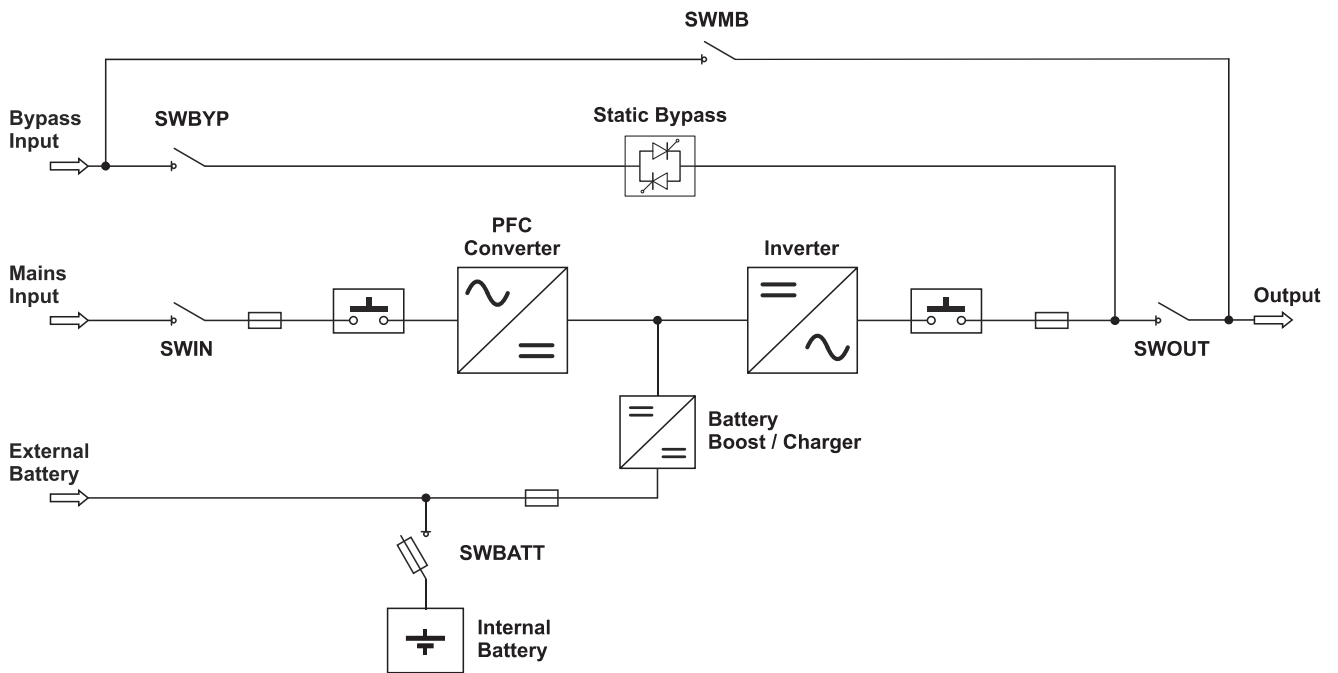 SWMB
Bypass
Input
SWBYP
Static Bypass
PFC
Converter
Inverter
Mains
Input
SWIN
Output
SWOUT
Battery
Boost / Charger
External
Battery
SWBATT
Internal
Battery